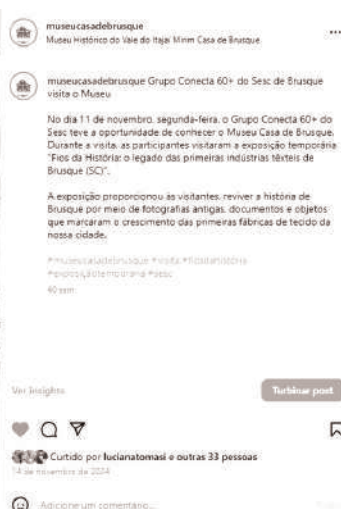 museucasadebrusque
Museu Histórico do Vale do Itajaí Mirim Casa de Brusque
...
museucasadebrusque Grupo Conecta 60+ do Sesc de Brusque
visita o Museu
No dia 11 de novembro, segunda-feira, o Grupo Conecta 60+ do
Sesc teve a oportunidade de conhecer o Museu Casa de Brusque.
Durante a visita, as participantes visitaram a exposição temporária
"Fios da História: o legado das primeiras indústrias têxteis de
Brusque (SC)".
A exposição proporcionou às visitantes, reviver a história de
Brusque por meio de fotografias antigas, documentos e objetos
que marcaram o crescimento das primeiras fábricas de tecido da
nossa cidade.
#museucasadebrusque #visita #fiosdahistória
#exposiçãotemporária #sesc
40 sem
Ver insights
Turbinar post
Curtido por lucianatomasi e outras 33 pessoas
14 de novembro de 2024
Adicione um comentário...